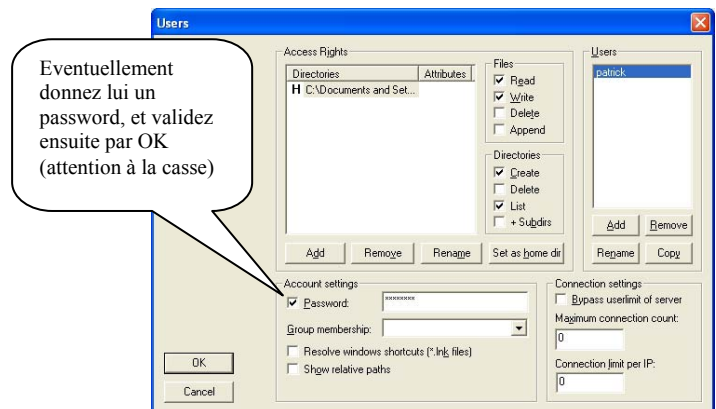 Users
Eventuellement
donnez lui un
password, et validez
ensuite par OK
(attention à la casse)
Access Rights
Directories Attributes
H C:\Documents and Set...
Files
Read
Write
Delete
Append
Directories
Create
Delete
List
+ Subdirs
Add Remove Rename Set as home dir
Users
patrick
Add Remove
Rename Copy
Account settings
Password: ********
Group membership:
Resolve windows shortcuts (*.lnk files)
Show relative paths
Connection settings
Bypass userlimit of server
Maximum connection count:
0
Connection limit per IP:
0
OK
Cancel